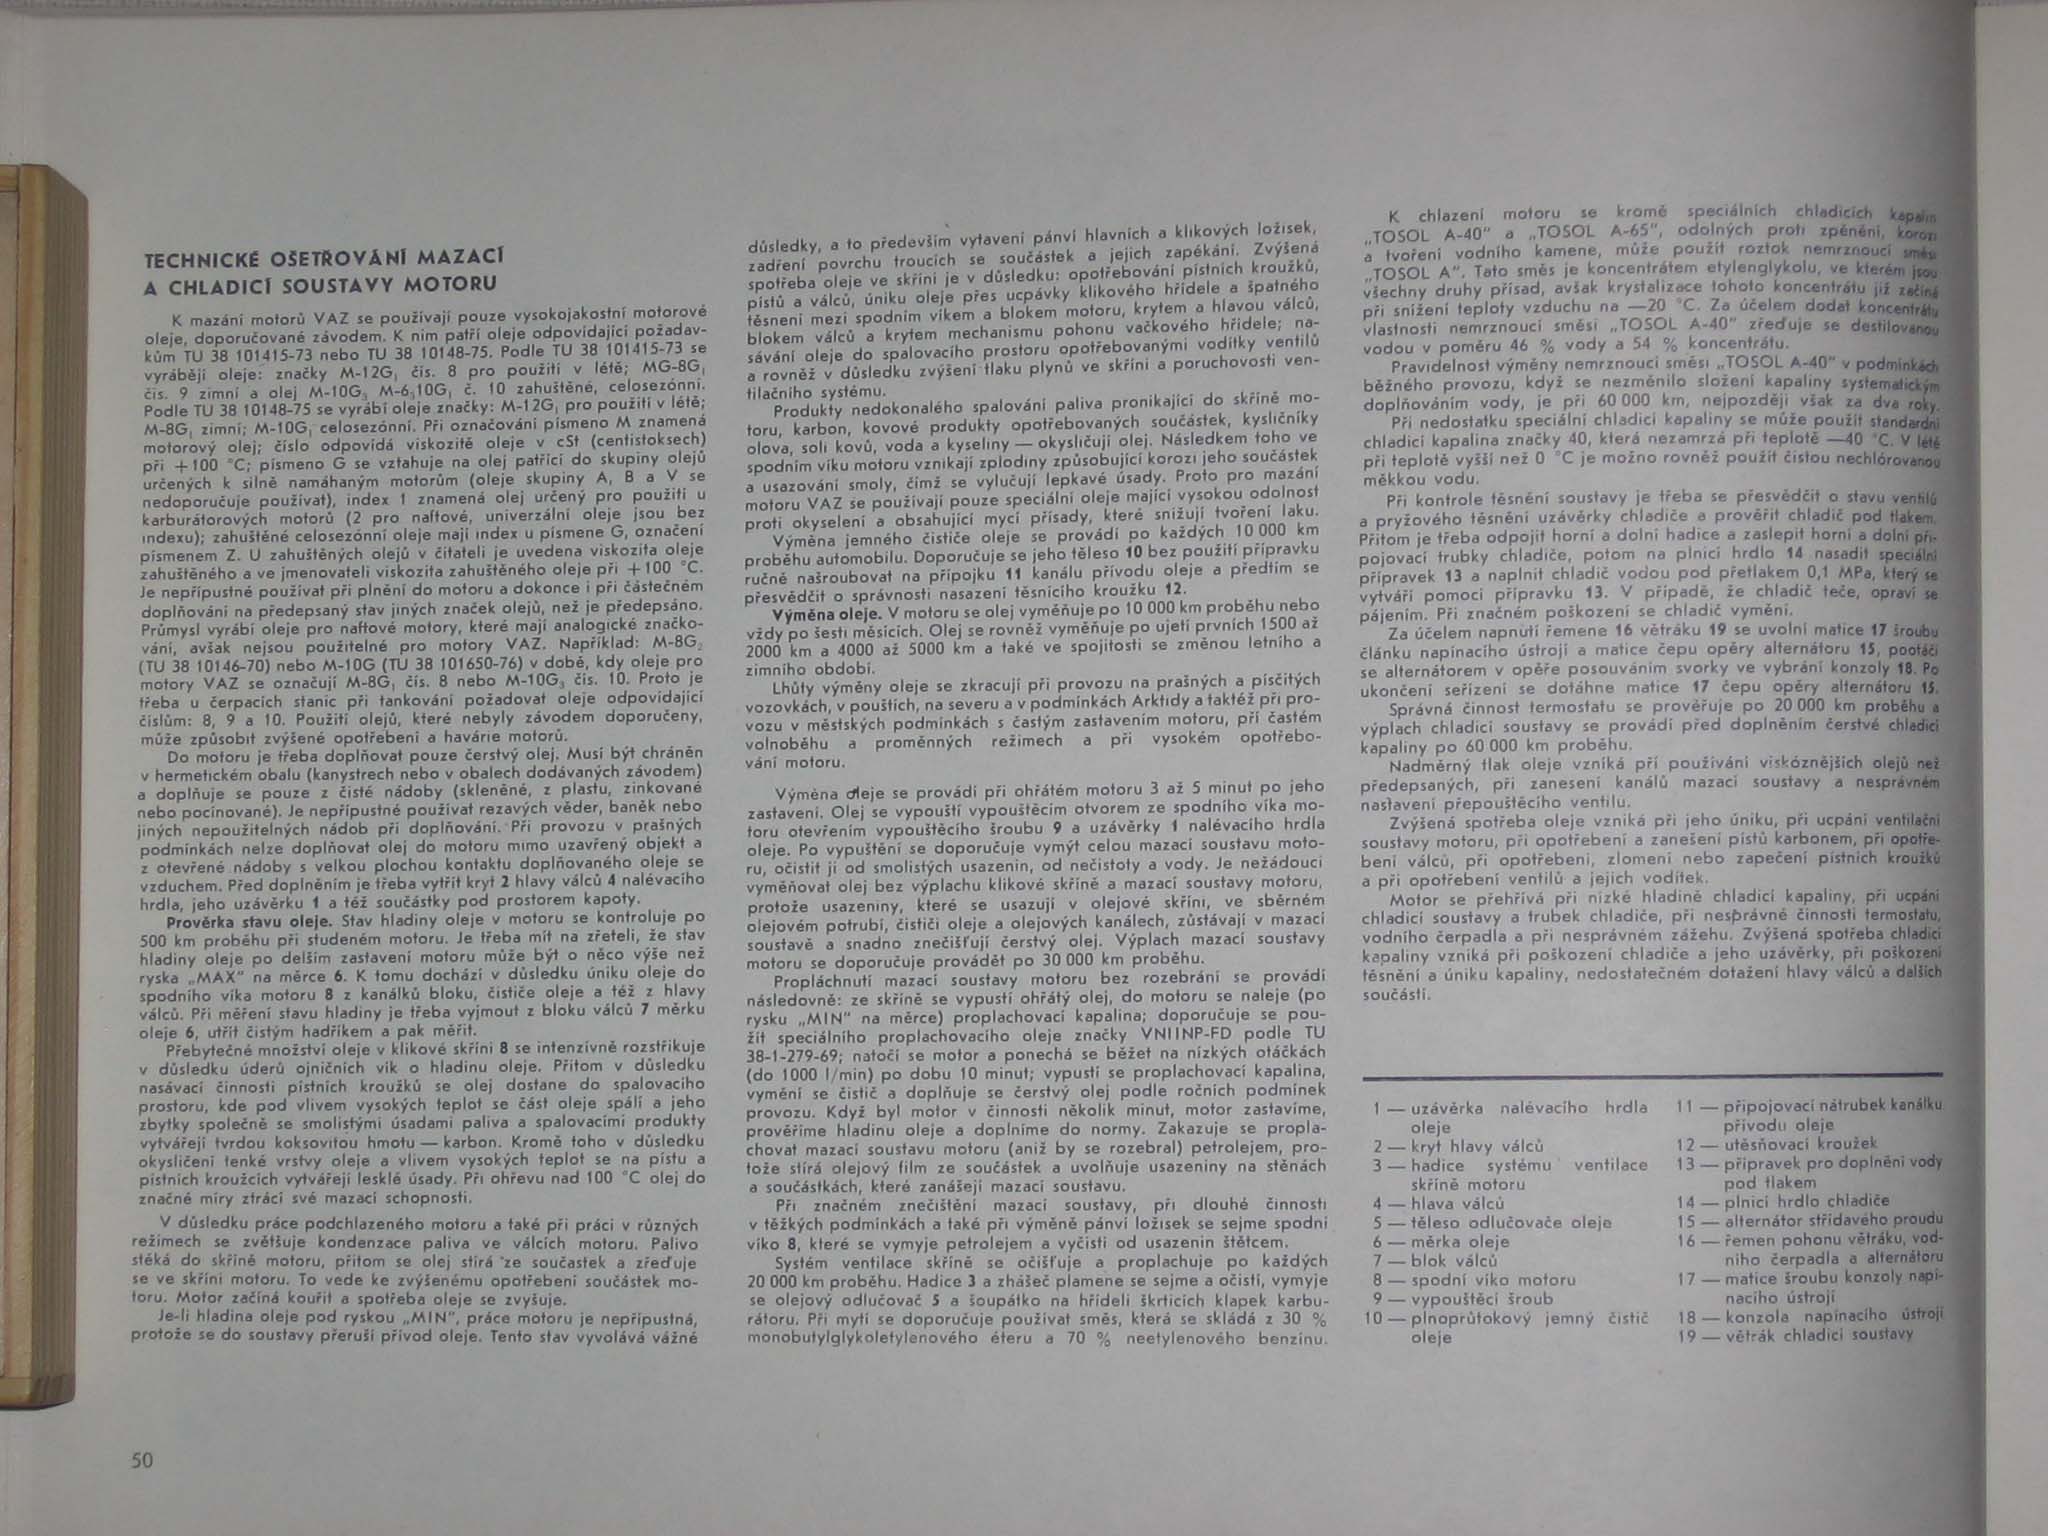 TECHNICKÉ OŠETŘOVÁNÍ MAZACÍ
A CHLADICÍ SOUSTAVY MOTORU
K mazání motorů VAZ se používají pouze vysokojakostní motorové
oleje, doporučované závodem. K nim patří oleje odpovídající požadav-
kům TU 38 101415-73 nebo TU 38 10148-75. Podle TU 38 101415-73 se
vyrábějí oleje: značky M-12G₁ čís. 8 pro použití v létě; MG-8G₁
čís. 9 zimní a olej M-10G₃ M-6₃10G₁ č. 10 zahuštěné, celosezónní.
Podle TU 38 10148-75 se vyrábí oleje značky: M-12G₁ pro použití v létě;
M-8G₁ zimní; M-10G₁ celosezónní. Při označování písmeno M znamená
motorový olej; číslo odpovídá viskozitě oleje v cSt (centistoksech)
při +100 °C; písmeno G se vztahuje na olej patřící do skupiny olejů
určených k silně namáhaným motorům (oleje skupiny A, B a V se
nedoporučuje používat), index 1 znamená olej určený pro použití u
karburátorových motorů (2 pro naftové, univerzální oleje jsou bez
indexu); zahuštěné celosezónní oleje mají index u písmene G, označení
písmenem Z. U zahuštěných olejů v čitateli je uvedena viskozita oleje
zahuštěného a ve jmenovateli viskozita zahuštěného oleje při +100 °C.
Je nepřípustné používat při plnění do motoru a dokonce i při částečném
doplňování na předepsaný stav jiných značek olejů, než je předepsáno.
Průmysl vyrábí oleje pro naftové motory, které mají analogické značko-
vání, avšak nejsou použitelné pro motory VAZ. Například: M-8G₂
(TU 38 10146-70) nebo M-10G (TU 38 101650-76) v době, kdy oleje pro
motory VAZ se označují M-8G₁ čís. 8 nebo M-10G₃ čís. 10. Proto je
třeba u čerpacích stanic při tankování požadovat oleje odpovídající
číslům: 8, 9 a 10. Použití olejů, které nebyly závodem doporučeny,
může způsobit zvýšené opotřebení a havárie motorů.
Do motoru je třeba doplňovat pouze čerstvý olej. Musí být chráněn
v hermetickém obalu (kanystrech nebo v obalech dodávaných závodem)
a doplňuje se pouze z čisté nádoby (skleněné, z plastu, zinkované
nebo pocínované). Je nepřípustné používat rezavých věder, baněk nebo
jiných nepoužitelných nádob při doplňování. Při provozu v prašných
podmínkách nelze doplňovat olej do motoru mimo uzavřený objekt a
z otevřené nádoby s velkou plochou kontaktu doplňovaného oleje se
vzduchem. Před doplněním je třeba vytřít kryt 2 hlavy válců 4 nalévacího
hrdla, jeho uzávěrku 1 a též součástky pod prostorem kapoty.
Prověrka stavu oleje. Stav hladiny oleje v motoru se kontroluje po
500 km proběhu při studeném motoru. Je třeba mít na zřeteli, že stav
hladiny oleje po delším zastavení motoru může být o něco výše než
ryska „MAX" na měrce 6. K tomu dochází v důsledku úniku oleje do
spodního víka motoru 8 z kanálků bloku, čističe oleje a též z hlavy
válců. Při měření stavu hladiny je třeba vyjmout z bloku válců 7 měrku
oleje 6, utřít čistým hadříkem a pak měřit.
Přebytečné množství oleje v klikové skříni 8 se intenzívně rozstřikuje
v důsledku úderů ojničních vík o hladinu oleje. Přitom v důsledku
nasávací činnosti pístních kroužků se olej dostane do spalovacího
prostoru, kde pod vlivem vysokých teplot se část oleje spálí a jeho
zbytky společně se smolistými úsadami paliva a spalovacími produkty
vytvářejí tvrdou koksovitou hmotu — karbon. Kromě toho v důsledku
okysličení tenké vrstvy oleje a vlivem vysokých teplot se na pístu a
pístních kroužcích vytvářejí lesklé úsady. Při ohřevu nad 100 °C olej do
značné míry ztrácí své mazací schopnosti.
V důsledku práce podchlazeného motoru a také při práci v různých
režimech se zvětšuje kondenzace paliva ve válcích motoru. Palivo
stéká do skříně motoru, přitom se olej stírá ze součastek a zřeďuje
se ve skříni motoru. To vede ke zvýšenému opotřebení součástek mo-
toru. Motor začíná kouřit a spotřeba oleje se zvyšuje.
Je-li hladina oleje pod ryskou „MIN", práce motoru je nepřípustná,
protože se do soustavy přeruší přívod oleje. Tento stav vyvolává vážné
důsledky, a to především vytavení pánví hlavních a klikových ložisek,
zadření povrchu troucích se součástek a jejich zapékání. Zvýšená
spotřeba oleje ve skříni je v důsledku: opotřebování pístních kroužků,
pístů a válců, úniku oleje přes ucpávky klikového hřídele a špatného
těsnení mezi spodním víkem a blokem motoru, krytem a hlavou válců,
blokem válců a krytem mechanismu pohonu vačkového hřídele; na-
sávání oleje do spalovacího prostoru opotřebovanými vodítky ventilů
a rovněž v důsledku zvýšení tlaku plynů ve skříni a poruchovosti ven-
tilačního systému.
Produkty nedokonalého spalování paliva pronikající do skříně mo-
toru, karbon, kovové produkty opotřebovaných součástek, kysličníky
olova, soli kovů, voda a kyseliny — okysličují olej. Následkem toho ve
spodním víku motoru vznikají zplodiny způsobující korozi jeho součástek
a usazování smoly, čímž se vylučují lepkavé úsady. Proto pro mazání
motoru VAZ se používají pouze speciální oleje mající vysokou odolnost
proti okyselení a obsahující mycí přísady, které snižují tvoření laku.
Výměna jemného čističe oleje se provádí po každých 10 000 km
proběhu automobilu. Doporučuje se jeho těleso 10 bez použití přípravku
ručně našroubovat na přípojku 11 kanálu přívodu oleje a předtím se
přesvědčit o správnosti nasazení těsnícího kroužku 12.
Výměna oleje. V motoru se olej vyměňuje po 10 000 km proběhu nebo
vždy po šesti měsících. Olej se rovněž vyměňuje po ujetí prvních 1500 až
2000 km a 4000 až 5000 km a také ve spojitosti se změnou letního a
zimního období.
Lhůty výměny oleje se zkracují při provozu na prašných a písčitých
vozovkách, v pouštích, na severu a v podmínkách Arktidy a taktéž při pro-
vozu v městských podmínkách s častým zastavením motoru, při častém
volnoběhu a proměnných režimech a při vysokém opotřebo-
vání motoru.
Výměna oleje se provádí při ohřátém motoru 3 až 5 minut po jeho
zastavení. Olej se vypouští vypouštěcím otvorem ze spodního víka mo-
toru otevřením vypouštěcího šroubu 9 a uzávěrky 1 nalévacího hrdla
oleje. Po vypuštění se doporučuje vymýt celou mazací soustavu moto-
ru, očistit ji od smolistých usazenin, od nečistoty a vody. Je nežádoucí
vyměňovat olej bez výplachu klikové skříně a mazací soustavy motoru,
protože usazeniny, které se usazují v olejové skříni, ve sběrném
olejovém potrubí, čističi oleje a olejových kanálech, zůstávají v mazací
soustavě a snadno znečišťují čerstvý olej. Výplach mazací soustavy
motoru se doporučuje provádět po 30 000 km proběhu.
Propláchnutí mazací soustavy motoru bez rozebrání se provádí
následovně: ze skříně se vypustí ohřátý olej, do motoru se naleje (po
rysku „MIN" na měrce) proplachovací kapalina; doporučuje se pou-
žít speciálního proplachovacího oleje značky VNIINP-FD podle TU
38-1-279-69; natočí se motor a ponechá se běžet na nízkých otáčkách
(do 1000 l/min) po dobu 10 minut; vypustí se proplachovací kapalina,
vymění se čistič a doplňuje se čerstvý olej podle ročních podmínek
provozu. Když byl motor v činnosti několik minut, motor zastavíme,
prověříme hladinu oleje a doplníme do normy. Zakazuje se propla-
chovat mazací soustavu motoru (aniž by se rozebral) petrolejem, pro-
tože stírá olejový film ze součástek a uvolňuje usazeniny na stěnách
a součástkách, které zanášejí mazací soustavu.
Při značném znečištění mazací soustavy, při dlouhé činnosti
v těžkých podmínkách a také při výměně pánví ložisek se sejme spodní
víko 8, které se vymyje petrolejem a vyčistí od usazenin štětcem.
Systém ventilace skříně se očišťuje a proplachuje po každých
20 000 km proběhu. Hadice 3 a zhášeč plamene se sejme a očistí, vymyje
se olejový odlučovač 5 a šoupátko na hřídeli škrticích klapek karbu-
rátoru. Při mytí se doporučuje používat směs, která se skládá z 30 %
monobutylglykoletylenového éteru a 70 % neetylenového benzínu.
K chlazení motoru se kromě speciálních chladicích kapalin
„TOSOL A-40" a „TOSOL A-65", odolných proti zpěnění, korozi
a tvoření vodního kamene, může použít roztok nemrznoucí směsi
„TOSOL A". Tato směs je koncentrátem etylenglykolu, ve kterém jsou
všechny druhy přísad, avšak krystalizace tohoto koncentrátu již začíná
při snížení teploty vzduchu na —20 °C. Za účelem dodat koncentrátu
vlastnosti nemrznoucí směsi „TOSOL A-40" zřeďuje se destilovanou
vodou v poměru 46 % vody a 54 % koncentrátu.
Pravidelnost výměny nemrznoucí směsi „TOSOL A-40" v podmínkách
běžného provozu, když se nezměnilo složení kapaliny systematickým
doplňováním vody, je při 60 000 km, nejpozději však za dva roky.
Při nedostatku speciální chladicí kapaliny se může použít standardní
chladicí kapalina značky 40, která nezamrzá při teplotě —40 °C. V létě
při teplotě vyšší než 0 °C je možno rovněž použít čistou nechlórovanou
měkkou vodu.
Při kontrole těsnění soustavy je třeba se přesvědčit o stavu ventilů
a pryžového těsnění uzávěrky chladiče a prověřit chladič pod tlakem.
Přitom je třeba odpojit horní a dolní hadice a zaslepit horní a dolní při-
pojovací trubky chladiče, potom na plnicí hrdlo 14 nasadit speciální
přípravek 13 a naplnit chladič vodou pod přetlakem 0,1 MPa, který se
vytváří pomocí přípravku 13. V případě, že chladič teče, opraví se
pájením. Při značném poškození se chladič vymění.
Za účelem napnutí řemene 16 větráku 19 se uvolní matice 17 šroubu
článku napínacího ústrojí a matice čepu opěry alternátoru 15, pootáčí
se alternátorem v opěře posouváním svorky ve vybrání konzoly 18. Po
ukončení seřízení se dotáhne matice 17 čepu opěry alternátoru 15.
Správná činnost termostatu se prověřuje po 20 000 km proběhu a
výplach chladicí soustavy se provádí před doplněním čerstvé chladicí
kapaliny po 60 000 km proběhu.
Nadměrný tlak oleje vzniká při používání viskóznějších olejů než
předepsaných, při zanesení kanálů mazací soustavy a nesprávném
nastavení přepouštěcího ventilu.
Zvýšená spotřeba oleje vzniká při jeho úniku, při ucpání ventilační
soustavy motoru, při opotřebení a zanešení pístů karbonem, při opotře-
bení válců, při opotřebení, zlomení nebo zapečení pístních kroužků
a při opotřebení ventilů a jejich vodítek.
Motor se přehřívá při nízké hladině chladicí kapaliny, při ucpání
chladicí soustavy a trubek chladiče, při nesprávné činnosti termostatu,
vodního čerpadla a při nesprávném zážehu. Zvýšená spotřeba chladicí
kapaliny vzniká při poškození chladiče a jeho uzávěrky, při poškození
těsnění a úniku kapaliny, nedostatečném dotažení hlavy válců a dalších
součástí.
1 — uzávěrka nalévacího hrdla
oleje
2 — kryt hlavy válců
3 — hadice systému ventilace
skříně motoru
4 — hlava válců
5 — těleso odlučovače oleje
6 — měrka oleje
7 — blok válců
8 — spodní víko motoru
9 — vypouštěcí šroub
10 — plnoprůtokový jemný čistič
oleje
11 — připojovací nátrubek kanálku
přívodu oleje
12 — utěsňovací kroužek
13 — přípravek pro doplnění vody
pod tlakem
14 — plnicí hrdlo chladiče
15 — alternátor střídavého proudu
16 — řemen pohonu větráku, vod-
ního čerpadla a alternátoru
17 — matice šroubu konzoly napí-
nacího ústrojí
18 — konzola napínacího ústrojí
19 — větrák chladicí soustavy
50